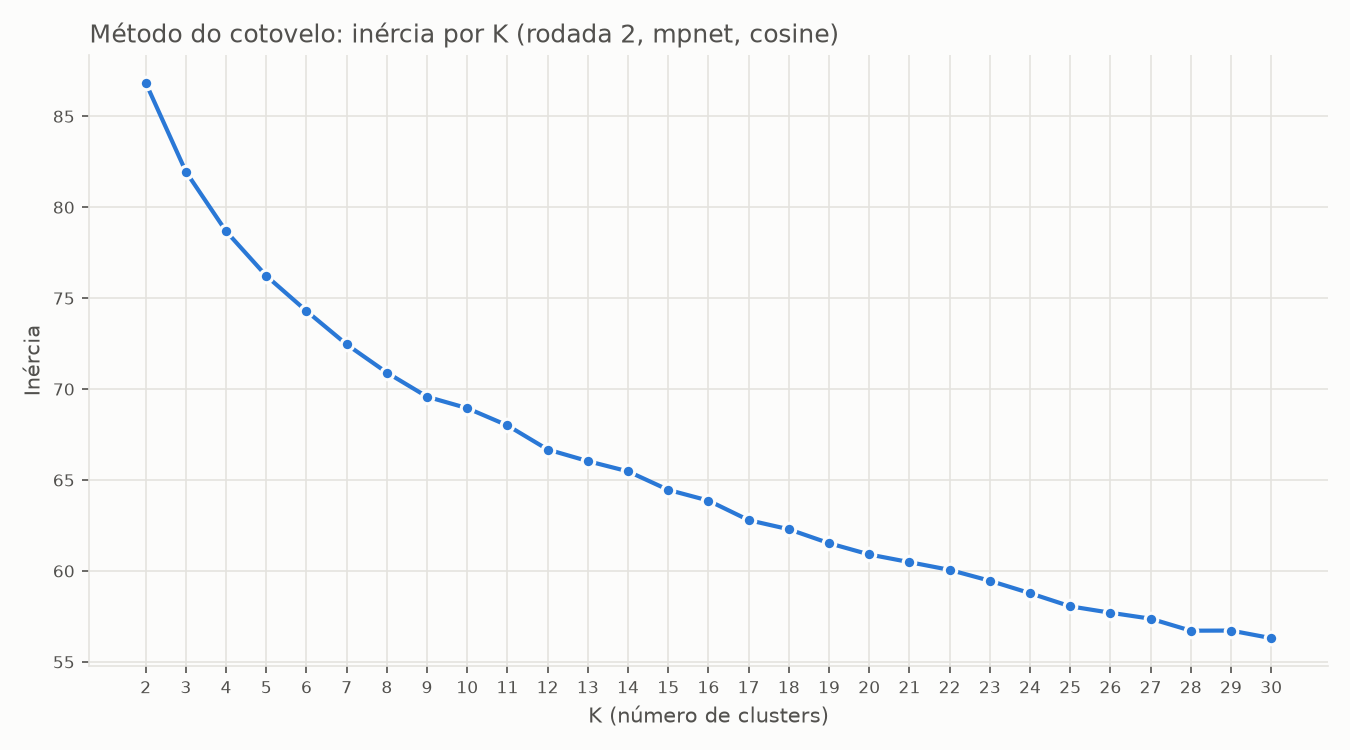 Método do cotovelo: inércia por K (rodada 2, mpnet, cosine)
Inércia
85
80
75
70
65
60
55
2 3 4 5 6 7 8 9 10 11 12 13 14 15 16 17 18 19 20 21 22 23 24 25 26 27 28 29 30
K (número de clusters)